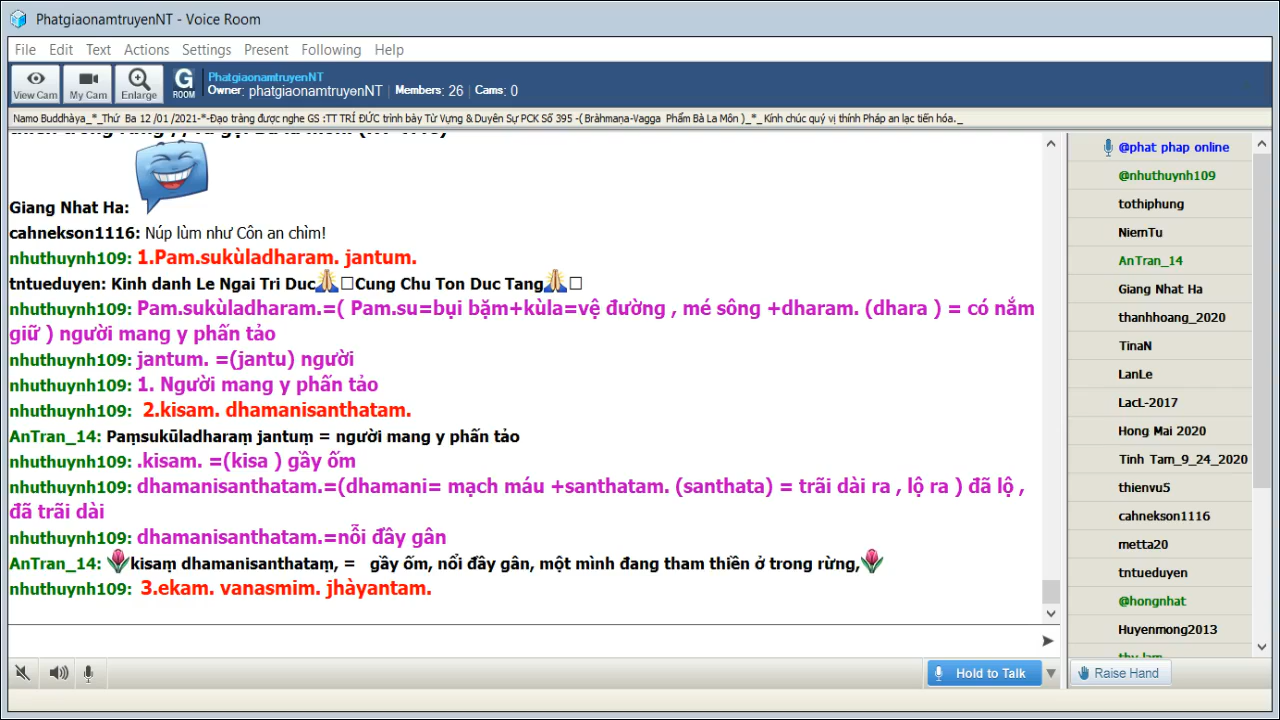 PhatgiaonamtruyenNT - Voice Room
File Edit Text Actions Settings Present Following Help
View Cam My Cam Enlarge G ROOM
PhatgiaonamtruyenNT
Owner: phatgiaonamtruyenNT Members: 26 Cams: 0
Namo Buddhàya_*_Thứ Ba 12 /01 /2021-*-Đạo tràng được nghe GS :TT TRÍ ĐỨC trình bày Từ Vựng & Duyên Sự PCK Số 395 -( Bràhmaṇa-Vagga Phẩm Bà La Môn )_*_ Kính chúc quý vị thính Pháp an lạc tiến hóa._
Giang Nhat Ha:
cahnekson1116: Núp lùm như Côn an chìm!
nhuthuynh109: 1.Pam.sukùladharam. jantum.
tntueduyen: Kinh danh Le Ngai Tri Duc Cung Chu Ton Duc Tang
nhuthuynh109: Pam.sukùladharam.=( Pam.su=bụi bặm+kùla=vệ đường , mé sông +dharam. (dhara ) = có nắm
giữ ) người mang y phấn tảo
nhuthuynh109: jantum. =(jantu) người
nhuthuynh109: 1. Người mang y phấn tảo
nhuthuynh109: 2.kisam. dhamanisanthatam.
AnTran_14: Paṃsukūladharaṃ jantuṃ = người mang y phấn tảo
nhuthuynh109: .kisam. =(kisa ) gầy ốm
nhuthuynh109: dhamanisanthatam.=(dhamani= mạch máu +santhatam. (santhata) = trãi dài ra , lộ ra ) đã lộ ,
đã trãi dài
nhuthuynh109: dhamanisanthatam.=nỗi đầy gân
AnTran_14: kisaṃ dhamanisanthataṃ, = gầy ốm, nổi đầy gân, một mình đang tham thiền ở trong rừng,
nhuthuynh109: 3.ekam. vanasmim. jhàyantam.
@phat phap online
@nhuthuynh109
tothiphung
NiemTu
AnTran_14
Giang Nhat Ha
thanhhoang_2020
TinaN
LanLe
LacL-2017
Hong Mai 2020
Tinh Tam_9_24_2020
thienvu5
cahnekson1116
metta20
tntueduyen
@hongnhat
Huyenmong2013
Hold to Talk
Raise Hand